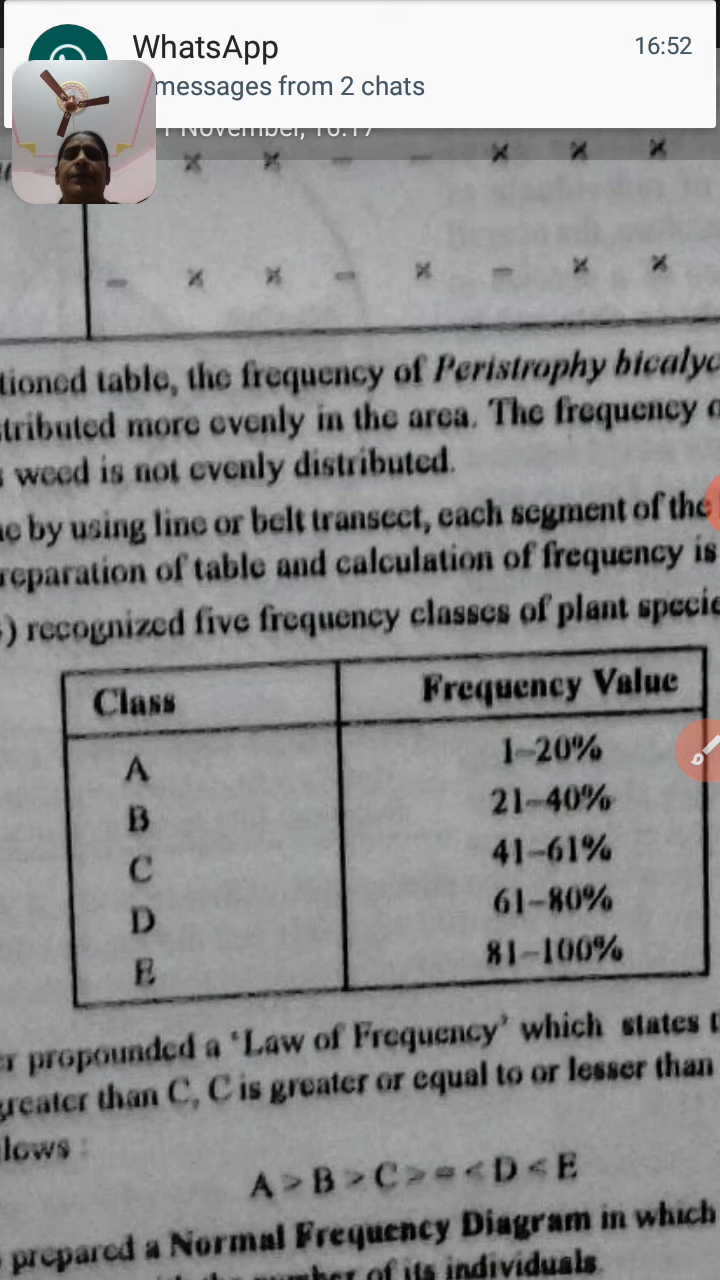 WhatsApp 16:52
messages from 2 chats
November, 16:17
× × – – × × ×
– × × – × – × ×
tioned table, the frequency of Peristrophy bicalyc
tributed more evenly in the area. The frequency o
s weed is not evenly distributed.
ne by using line or belt transect, each segment of the
reparation of table and calculation of frequency is
) recognized five frequency classes of plant specie
Class Frequency Value
A 1–20%
B 21–40%
C 41–61%
D 61–80%
E 81–100%
er propounded a ‘Law of Frequency’ which states t
greater than C, C is greater or equal to or lesser than
llows :
A > B > C > = < D < E
prepared a Normal Frequency Diagram in which
number of its individuals